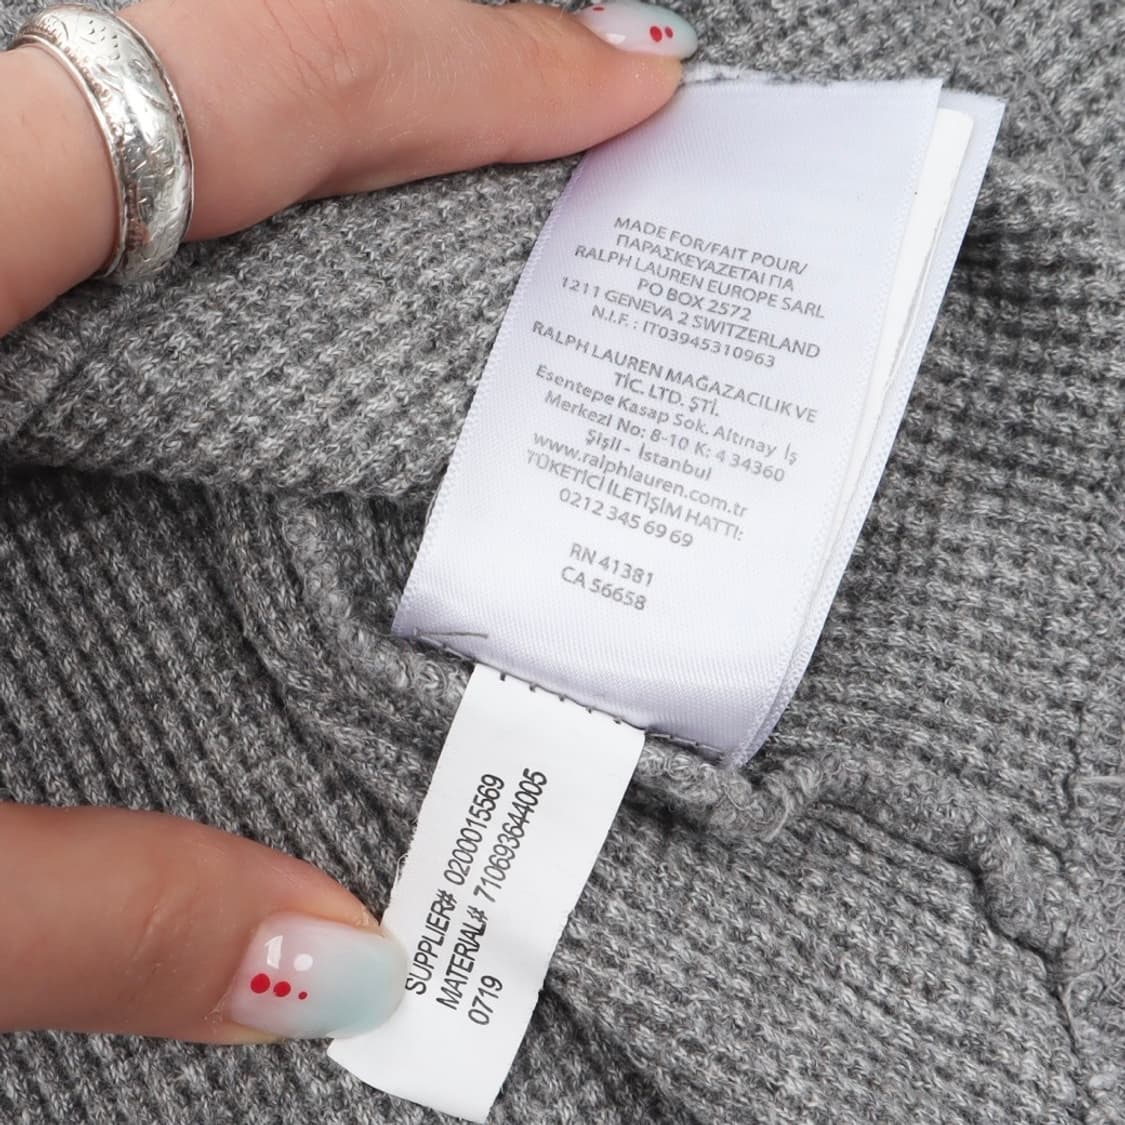 MADE FOR/FAIT POUR/
ΠΑΡΑΣΚΕΥΑΖΕΤΑΙ ΓΙΑ
RALPH LAUREN EUROPE SARL
PO BOX 2572
1211 GENEVA 2 SWITZERLAND
N.I.F. : IT03945310963
RALPH LAUREN MAĞAZACILIK VE
TİC. LTD. ŞTİ.
Esentepe Kasap Sok. Altınay İş
Merkezi No: 8-10 K: 4 34360
Şişli - İstanbul
www.ralphlauren.com.tr
TÜKETİCİ İLETİŞİM HATTI:
0212 345 69 69
RN 41381
CA 56658
SUPPLIER# 0200015569
MATERIAL# 710693644005
0719